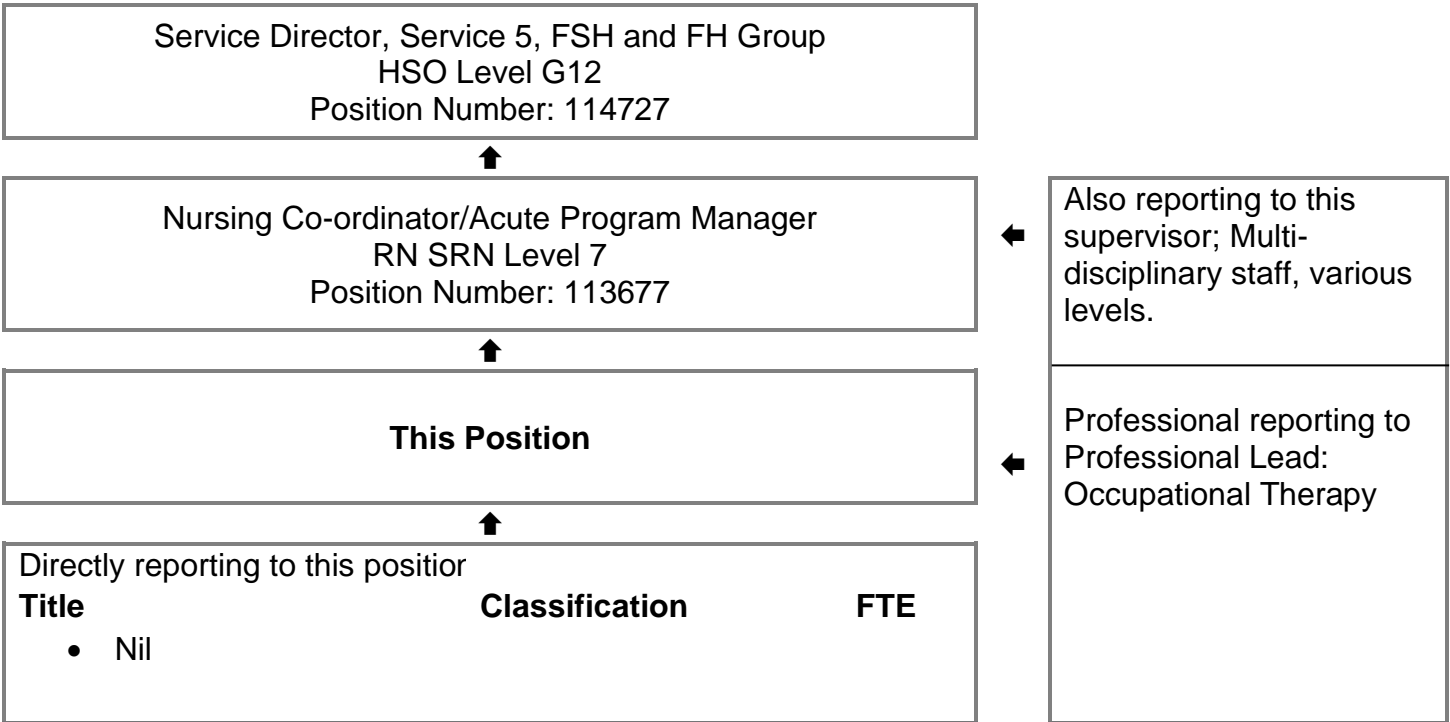 Service Director, Service 5, FSH and FH Group
HSO Level G12
Position Number: 114727
Nursing Co-ordinator/Acute Program Manager
RN SRN Level 7
Position Number: 113677
Also reporting to this
supervisor; Multi-
disciplinary staff, various
levels.
This Position
Professional reporting to
Professional Lead:
Occupational Therapy
Directly reporting to this position
Title Classification FTE
• Nil